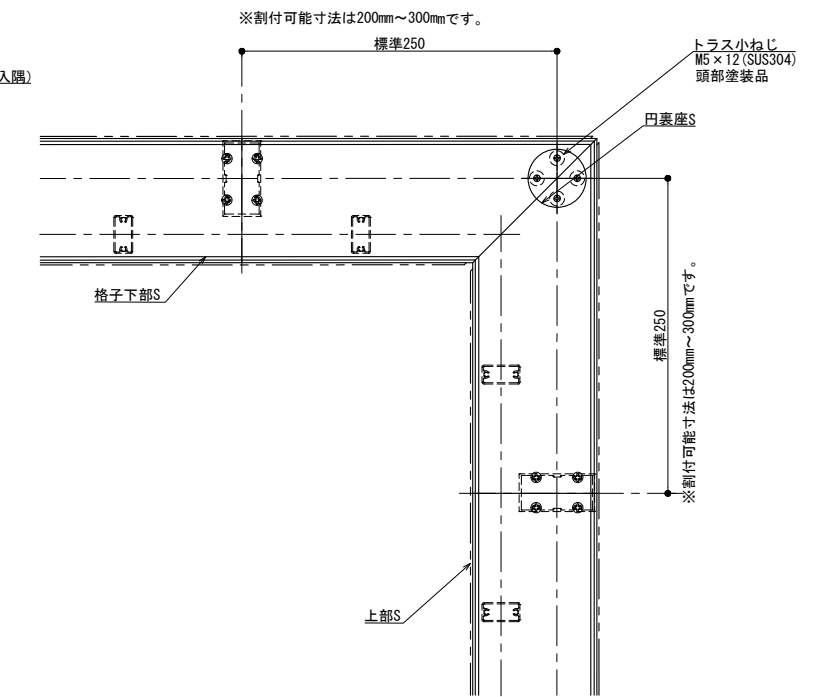 ※割付可能寸法は200mm～300mmです。
標準250
入隅)
トラス小ねじ
M5×12(SUS304)
頭部塗装品
円裏座S
格子下部S
標準250
※割付可能寸法は200mm～300mmです。
上部S